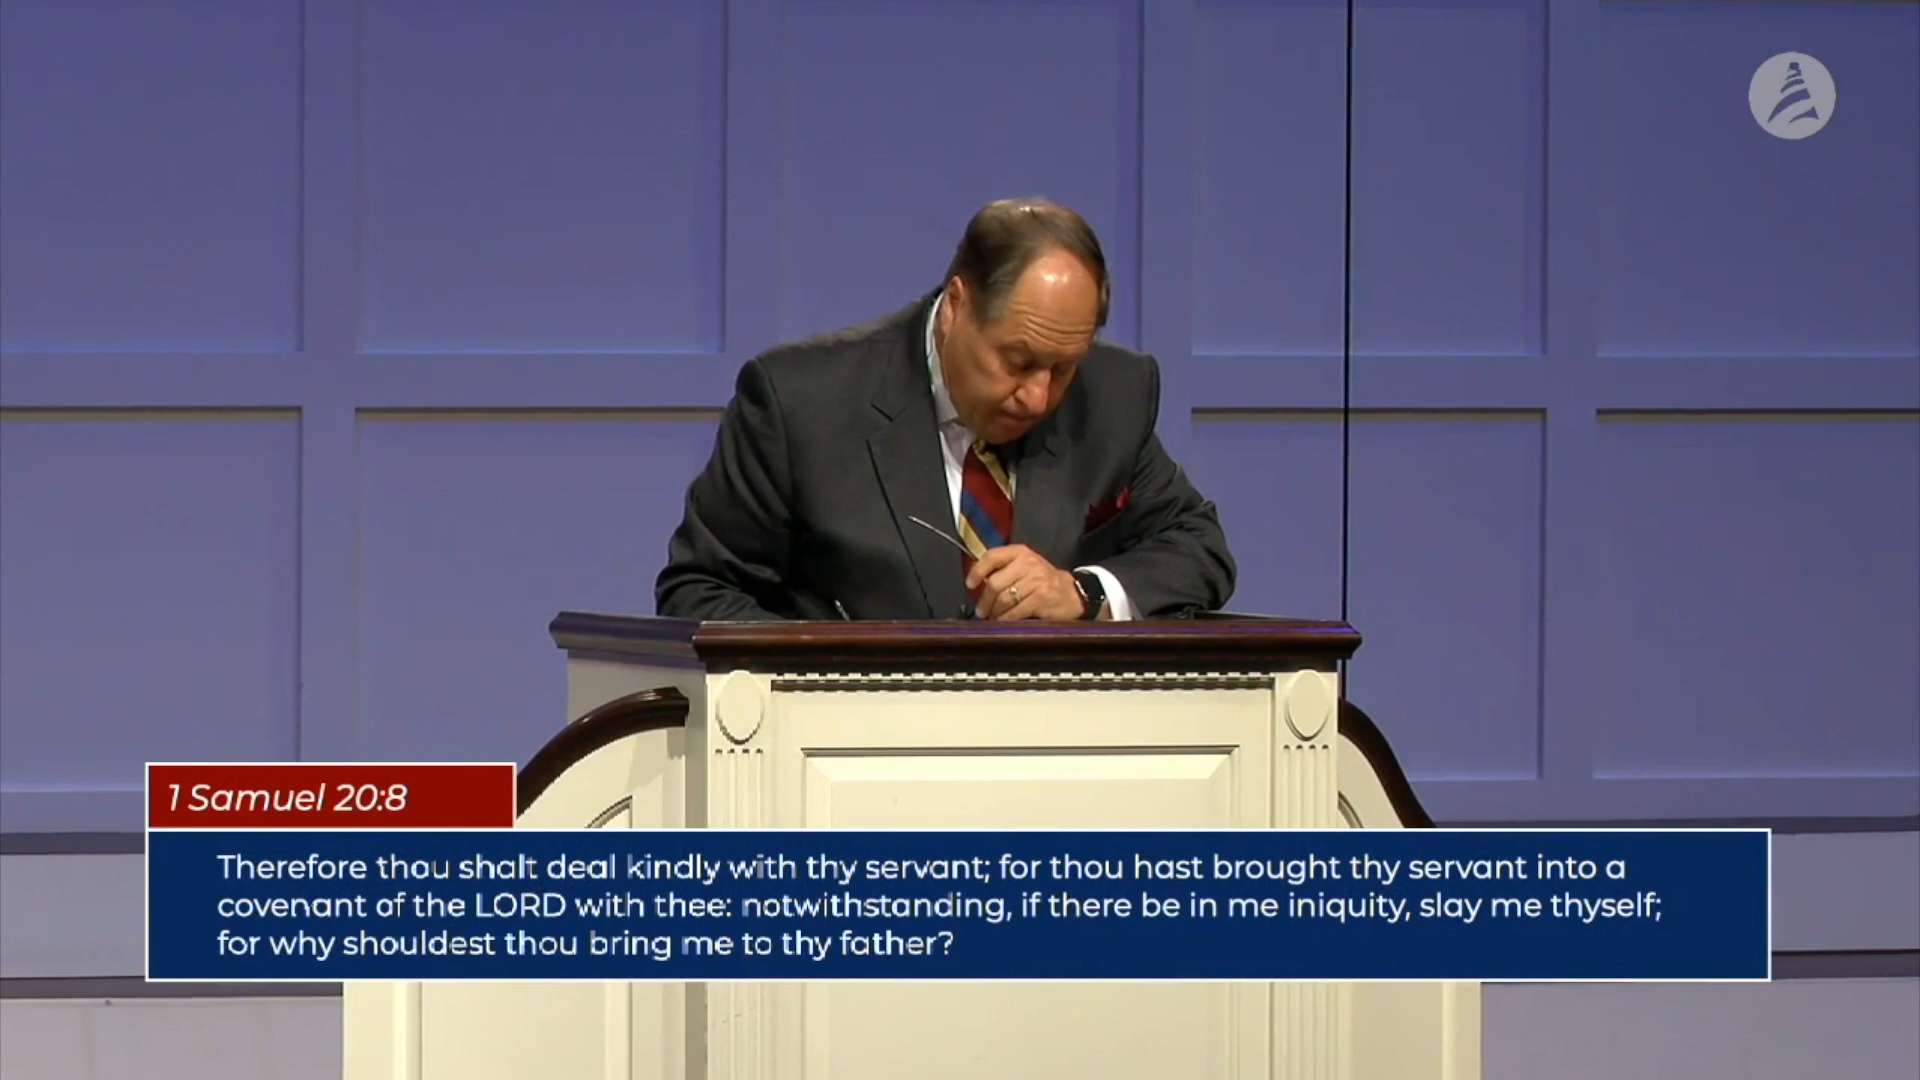 1 Samuel 20:8
Therefore thou shalt deal kindly with thy servant; for thou hast brought thy servant into a
covenant of the LORD with thee: notwithstanding, if there be in me iniquity, slay me thyself;
for why shouldest thou bring me to thy father?